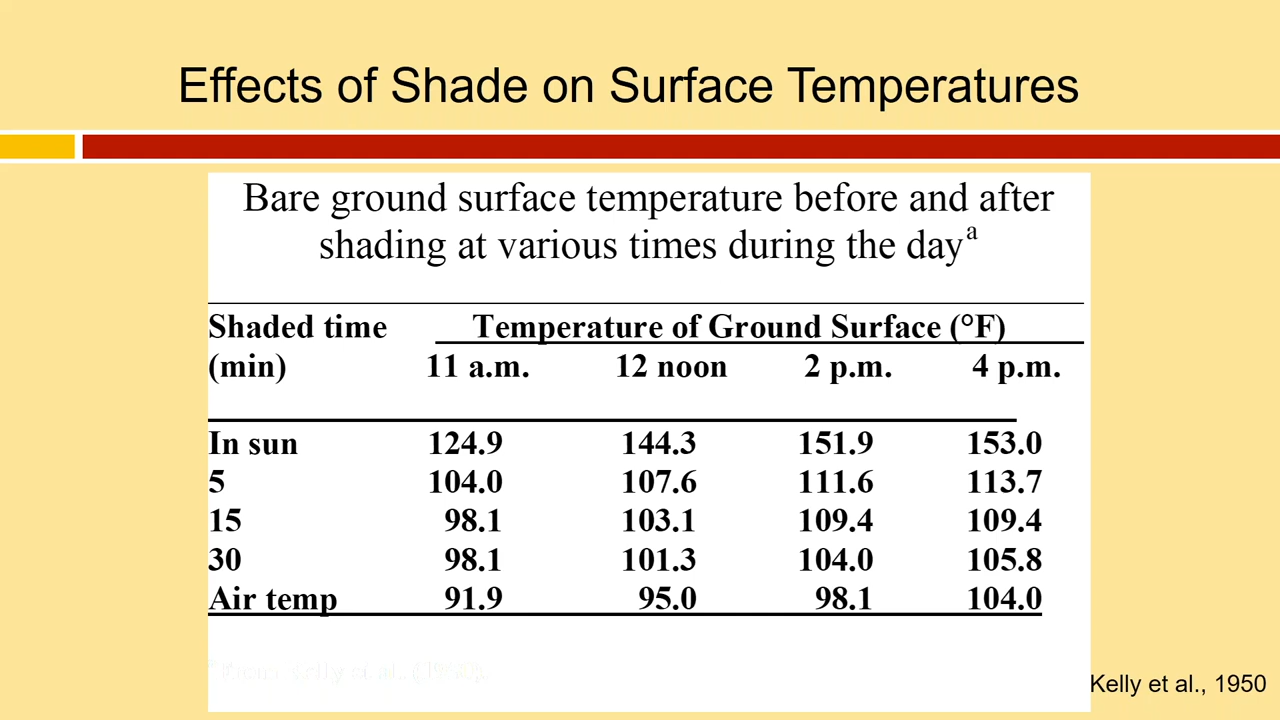 Effects of Shade on Surface Temperatures
Bare ground surface temperature before and after
shading at various times during the day a
Shaded time Temperature of Ground Surface (°F)
(min) 11 a.m. 12 noon 2 p.m. 4 p.m.
In sun 124.9 144.3 151.9 153.0
5 104.0 107.6 111.6 113.7
15 98.1 103.1 109.4 109.4
30 98.1 101.3 104.0 105.8
Air temp 91.9 95.0 98.1 104.0
Kelly et al., 1950